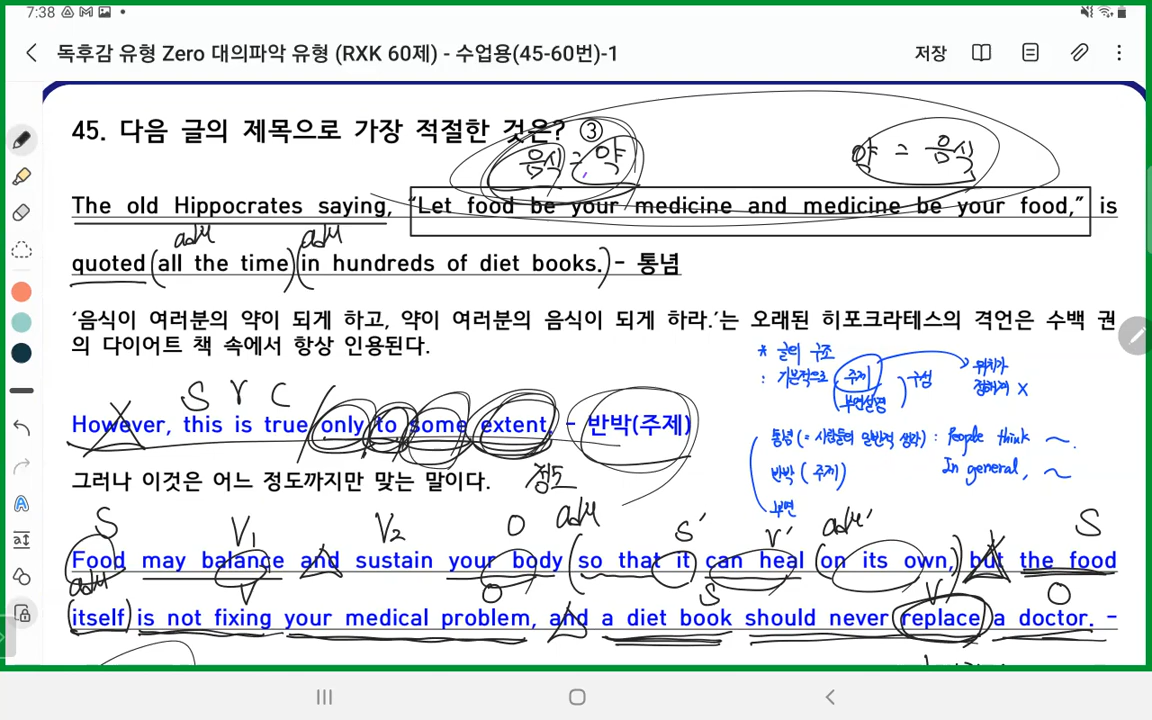 7:38
독후감 유형 Zero 대의파악 유형 (RXK 60제) - 수업용(45-60번)-1
저장
45. 다음 글의 제목으로 가장 적절한 것은? ③
음식 = 약
약 = 음식
The old Hippocrates saying, “Let food be your medicine and medicine be your food,” is
adv adv
quoted (all the time) (in hundreds of diet books.) - 통념
‘음식이 여러분의 약이 되게 하고, 약이 여러분의 음식이 되게 하라.’는 오래된 히포크라테스의 격언은 수백 권
의 다이어트 책 속에서 항상 인용된다.
* 글의 구조
: 기본적으로 주제 구성
부연설명
위치가
정해져 X
S V C
However, this is true only to some extent, - 반박(주제)
통념 (= 사람들의 일반적 생각) : People think ~.
반박 (주제) In general, ~
부연
그러나 이것은 어느 정도까지만 맞는 말이다.
정도
S V1 V2 O adv S' V' adv' S
Food may balance and sustain your body (so that it can heal (on its own,) but the food
adv V O S V O
(itself) is not fixing your medical problem, and a diet book should never replace a doctor. -